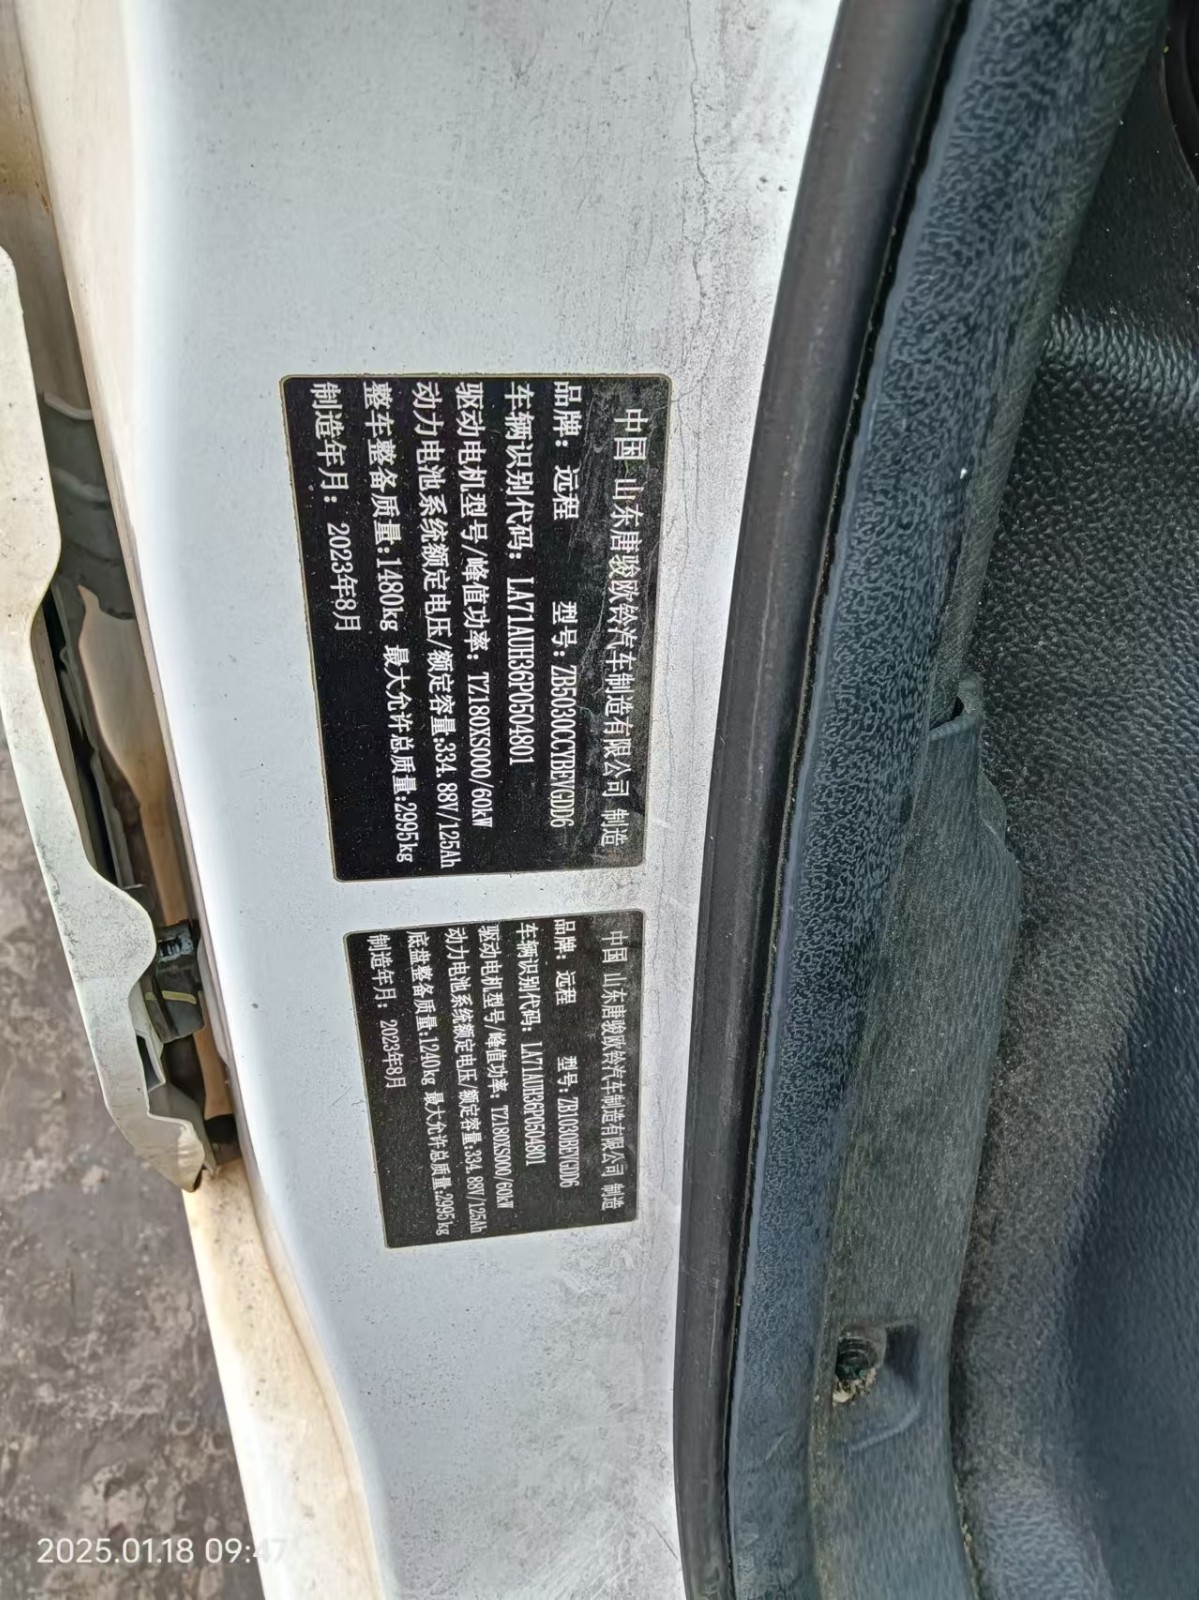 中国 山东唐骏欧铃汽车制造有限公司 制造
品牌：远程 型号：ZB5030CCYBEVGDD6
车辆识别代码：LA71AUH36P0504801
驱动电机型号/峰值功率：TZ180XS000/60kW
动力电池系统额定电压/额定容量:334.88V/125Ah
整车整备质量:1480kg 最大允许总质量:2995kg
制造年月：2023年8月
中国 山东唐骏欧铃汽车制造有限公司 制造
品牌：远程 型号：ZB1030BEVGDD6
车辆识别代码：LA71AUH36P0504801
驱动电机型号/峰值功率：TZ180XS000/60kW
动力电池系统额定电压/额定容量:334.88V/125Ah
底盘整备质量:1240kg 最大允许总质量:2995kg
制造年月：2023年8月
2025.01.18 09:47